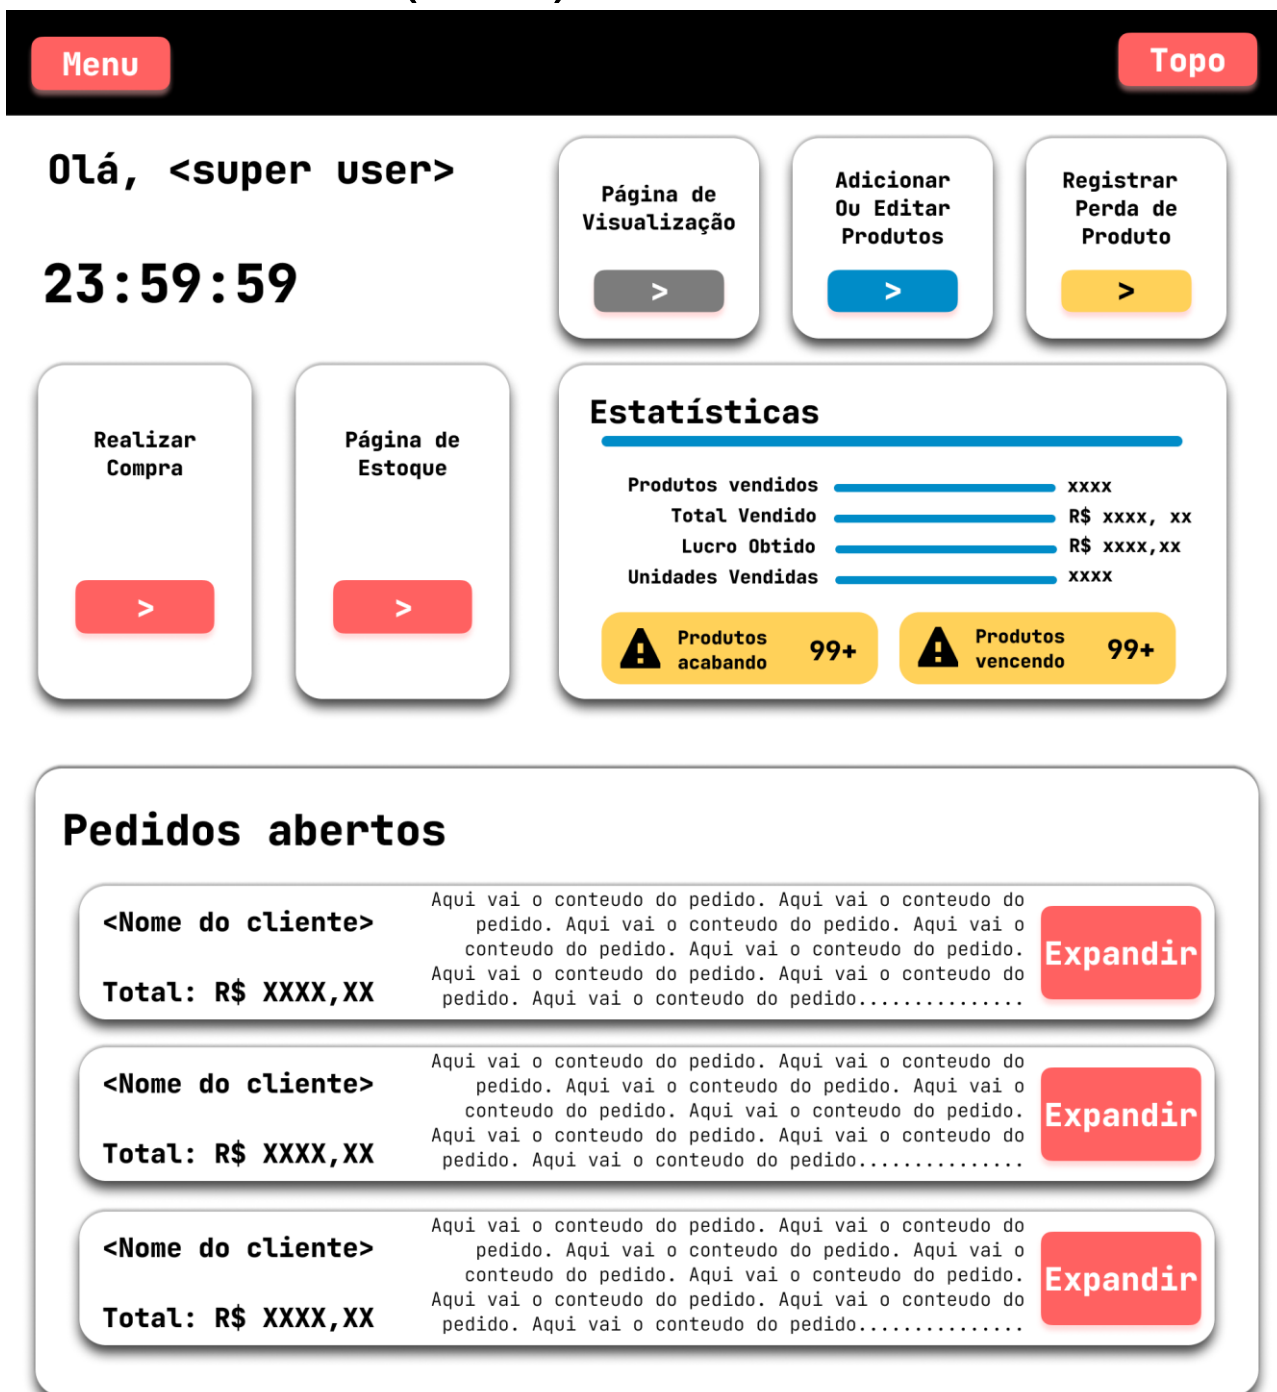 Menu
Topo
Olá, <super user>
23:59:59
Página de
Visualização
>
Adicionar
Ou Editar
Produtos
>
Registrar
Perda de
Produto
>
Realizar
Compra
>
Página de
Estoque
>
Estatísticas
Produtos vendidos xxxx
Total Vendido R$ xxxx, xx
Lucro Obtido R$ xxxx,xx
Unidades Vendidas xxxx
Produtos
acabando
99+
Produtos
vencendo
99+
Pedidos abertos
<Nome do cliente>
Total: R$ XXXX,XX
Aqui vai o conteudo do pedido. Aqui vai o conteudo do
pedido. Aqui vai o conteudo do pedido. Aqui vai o
conteudo do pedido. Aqui vai o conteudo do pedido.
Aqui vai o conteudo do pedido. Aqui vai o conteudo do
pedido. Aqui vai o conteudo do pedido...............
Expandir
<Nome do cliente>
Total: R$ XXXX,XX
Aqui vai o conteudo do pedido. Aqui vai o conteudo do
pedido. Aqui vai o conteudo do pedido. Aqui vai o
conteudo do pedido. Aqui vai o conteudo do pedido.
Aqui vai o conteudo do pedido. Aqui vai o conteudo do
pedido. Aqui vai o conteudo do pedido...............
Expandir
<Nome do cliente>
Total: R$ XXXX,XX
Aqui vai o conteudo do pedido. Aqui vai o conteudo do
pedido. Aqui vai o conteudo do pedido. Aqui vai o
conteudo do pedido. Aqui vai o conteudo do pedido.
Aqui vai o conteudo do pedido. Aqui vai o conteudo do
pedido. Aqui vai o conteudo do pedido...............
Expandir